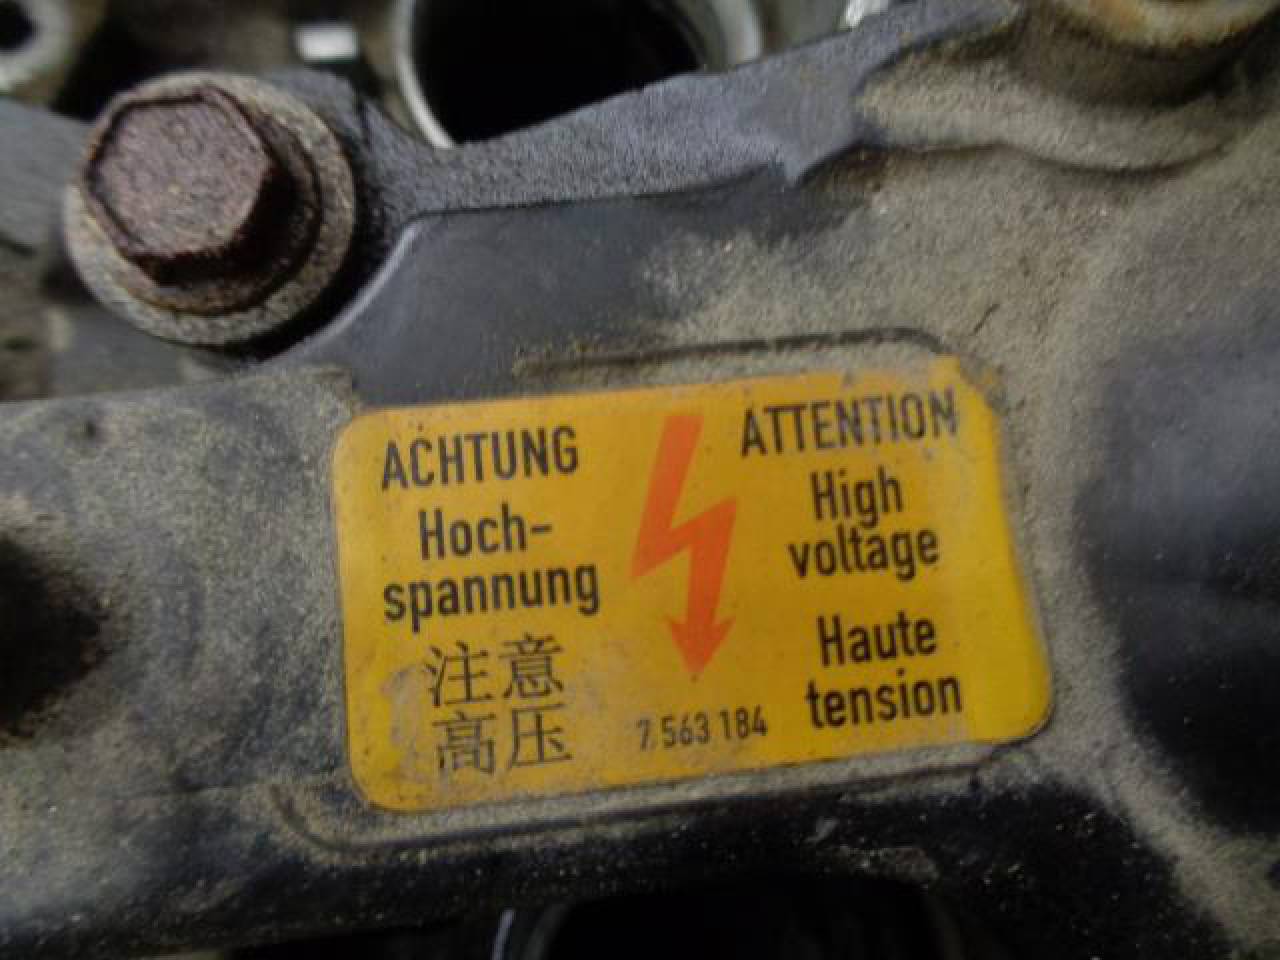 ACHTUNG
Hoch-
spannung
注意
高压
7 563 184
ATTENTION
High
voltage
Haute
tension